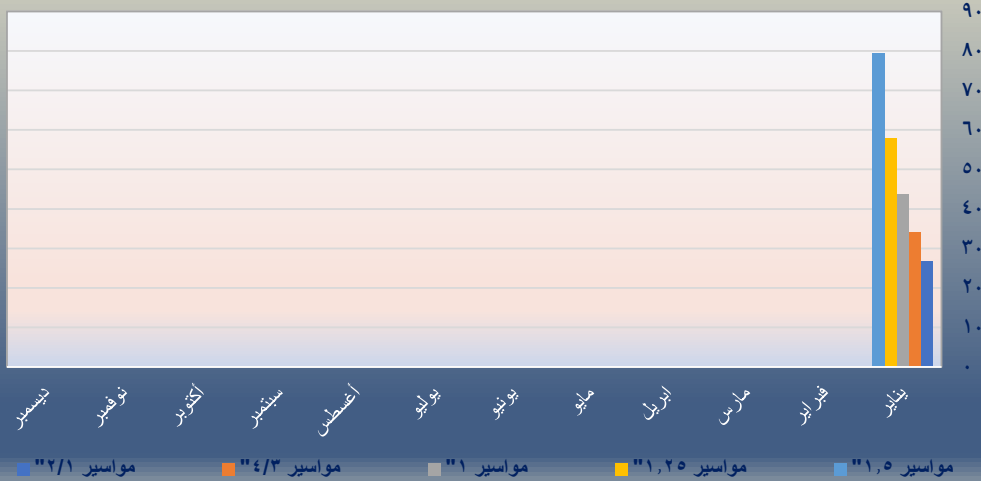 ٩٠
٨٠
٧٠
٦٠
٥٠
٤٠
٣٠
٢٠
١٠
٠
يناير
فبراير
مارس
ابريل
مايو
يونيو
يوليو
أغسطس
سبتمبر
أكتوبر
نوفمبر
ديسمبر
مواسير ١,٥"
مواسير ١,٢٥"
مواسير ١"
مواسير ٤/٣"
مواسير ٢/١"